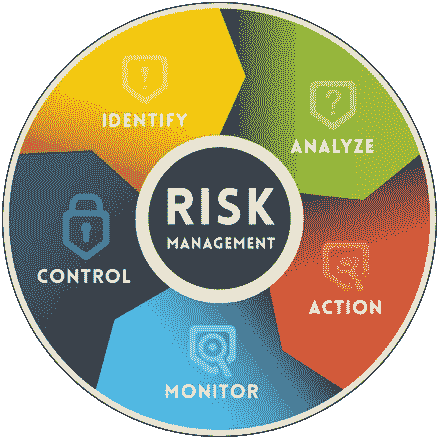 IDENTIFY
ANALYZE
RISK
MANAGEMENT
CONTROL
ACTION
MONITOR